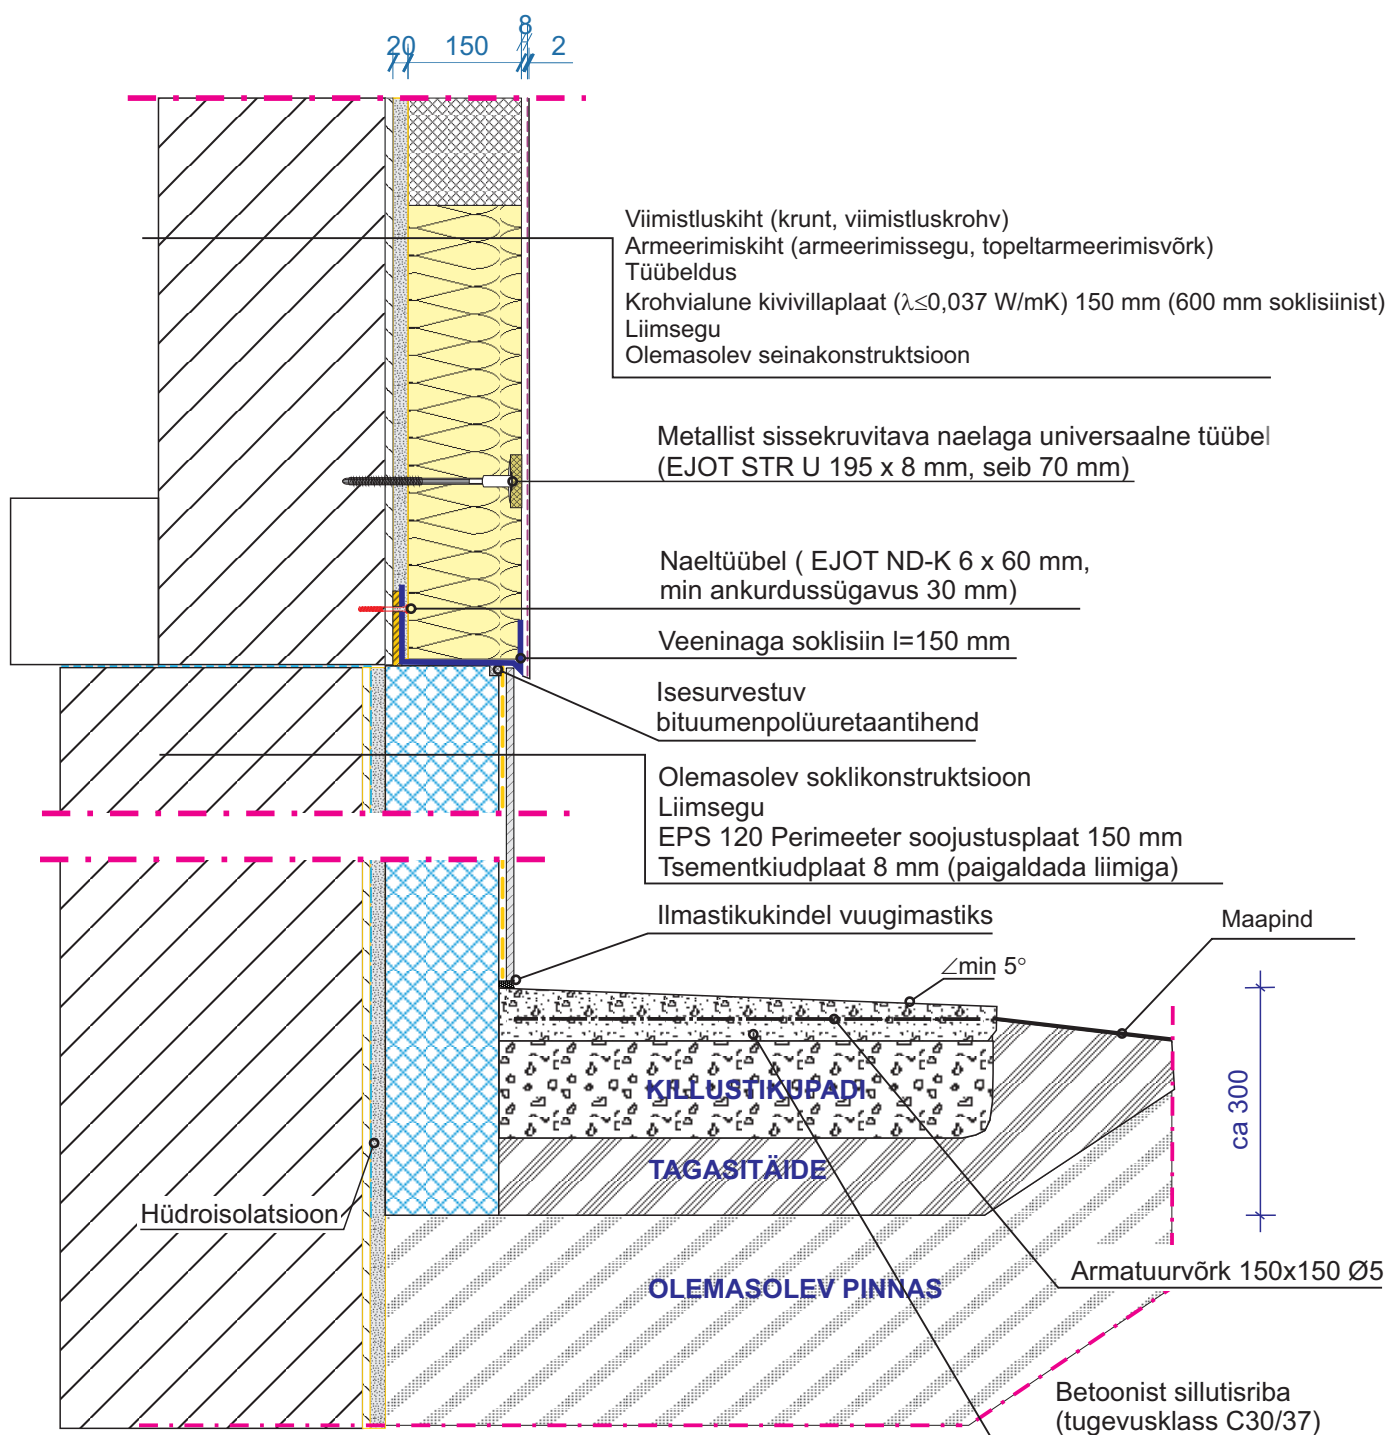 20 150 8 2
Viimistluskiht (krunt, viimistluskrohv)
Armeerimiskiht (armeerimissegu, topeltarmeerimisvõrk)
Tüübeldus
Krohvialune kivivillaplaat (λ≤0,037 W/mK) 150 mm (600 mm soklisiinist)
Liimsegu
Olemasolev seinakonstruktsioon
Metallist sissekruvitava naelaga universaalne tüübel
(EJOT STR U 195 x 8 mm, seib 70 mm)
Naeltüübel ( EJOT ND-K 6 x 60 mm,
min ankurdussügavus 30 mm)
Veeninaga soklisiin l=150 mm
Isesurvestuv
bituumenpolüuretaantihend
Olemasolev soklikonstruktsioon
Liimsegu
EPS 120 Perimeeter soojustusplaat 150 mm
Tsementkiudplaat 8 mm (paigaldada liimiga)
Ilmastikukindel vuugimastiks
Maapind
∠min 5°
KILLUSTIKUPADI
ca 300
TAGASITÄIDE
Hüdroisolatsioon
OLEMASOLEV PINNAS
Armatuurvõrk 150x150 Ø5
Betoonist sillutisriba
(tugevusklass C30/37)